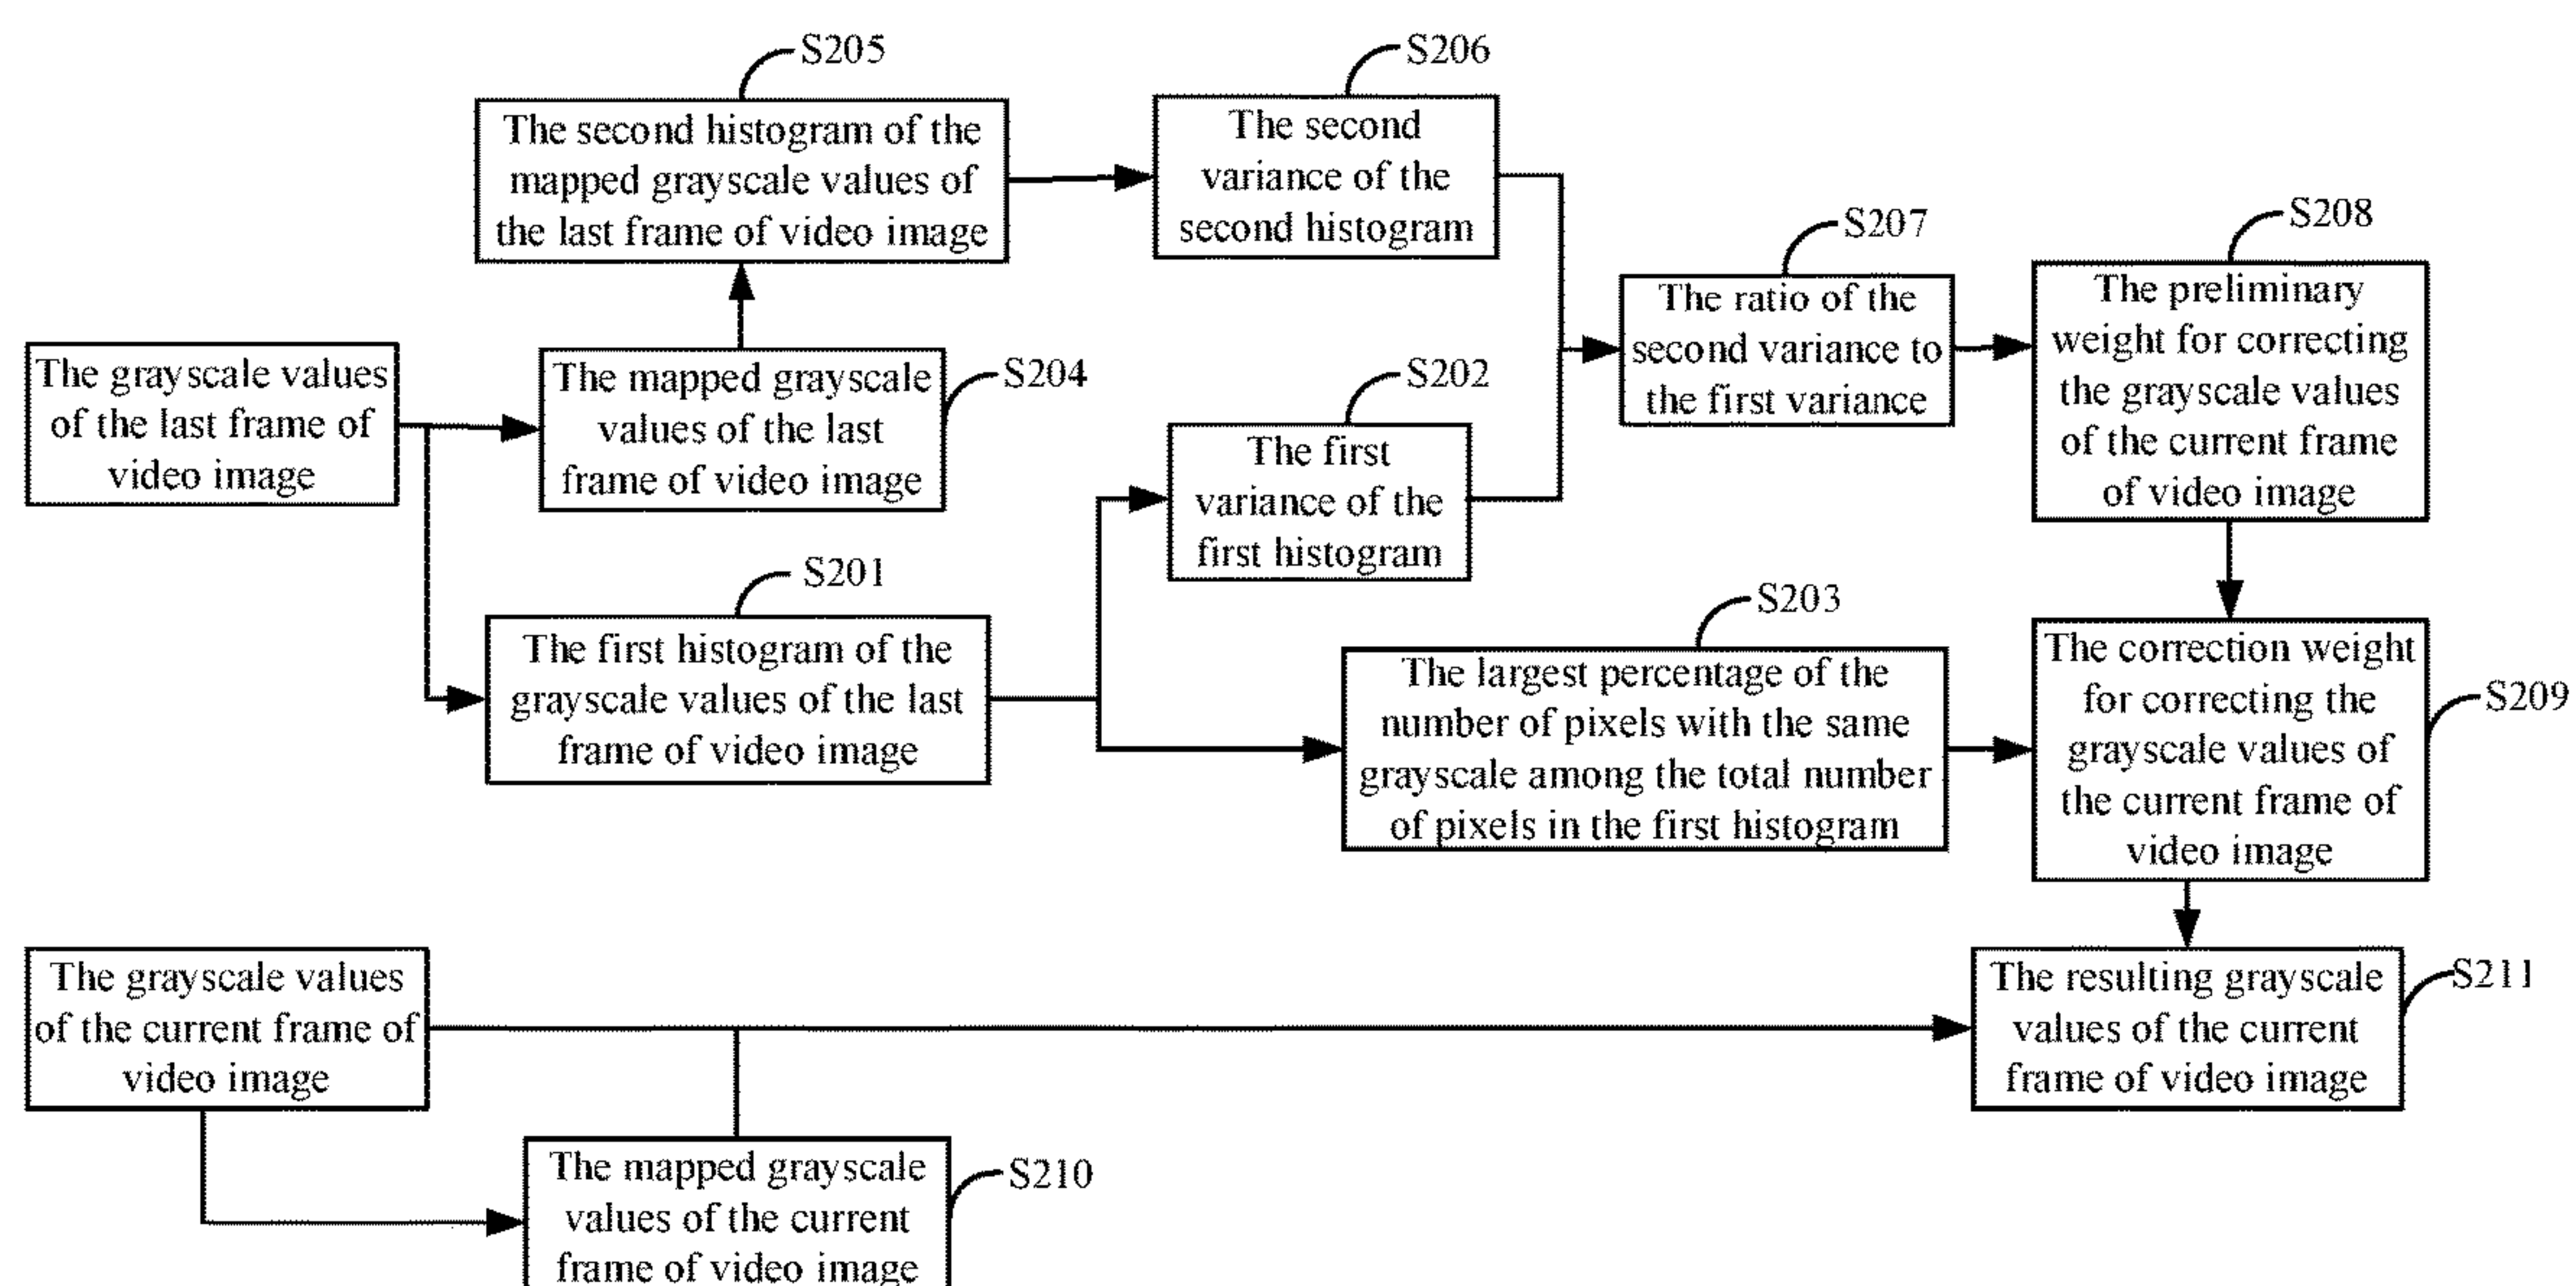 S205
The second histogram of the
mapped grayscale values of
the last frame of video image
S206
The second
variance of the
second histogram
S207
The ratio of the
second variance to
the first variance
S208
The preliminary
weight for correcting
the grayscale values
of the current frame
of video image
The grayscale values
of the last frame of
video image
The mapped grayscale
values of the last
frame of video image
S204
S202
The first
variance of the
first histogram
S201
The first histogram of the
grayscale values of the last
frame of video image
S203
The largest percentage of the
number of pixels with the same
grayscale among the total number
of pixels in the first histogram
The correction weight
for correcting the
grayscale values of
the current frame of
video image
S209
The grayscale values
of the current frame of
video image
The resulting grayscale
values of the current
frame of video image
S211
The mapped grayscale
values of the current
frame of video image
S210